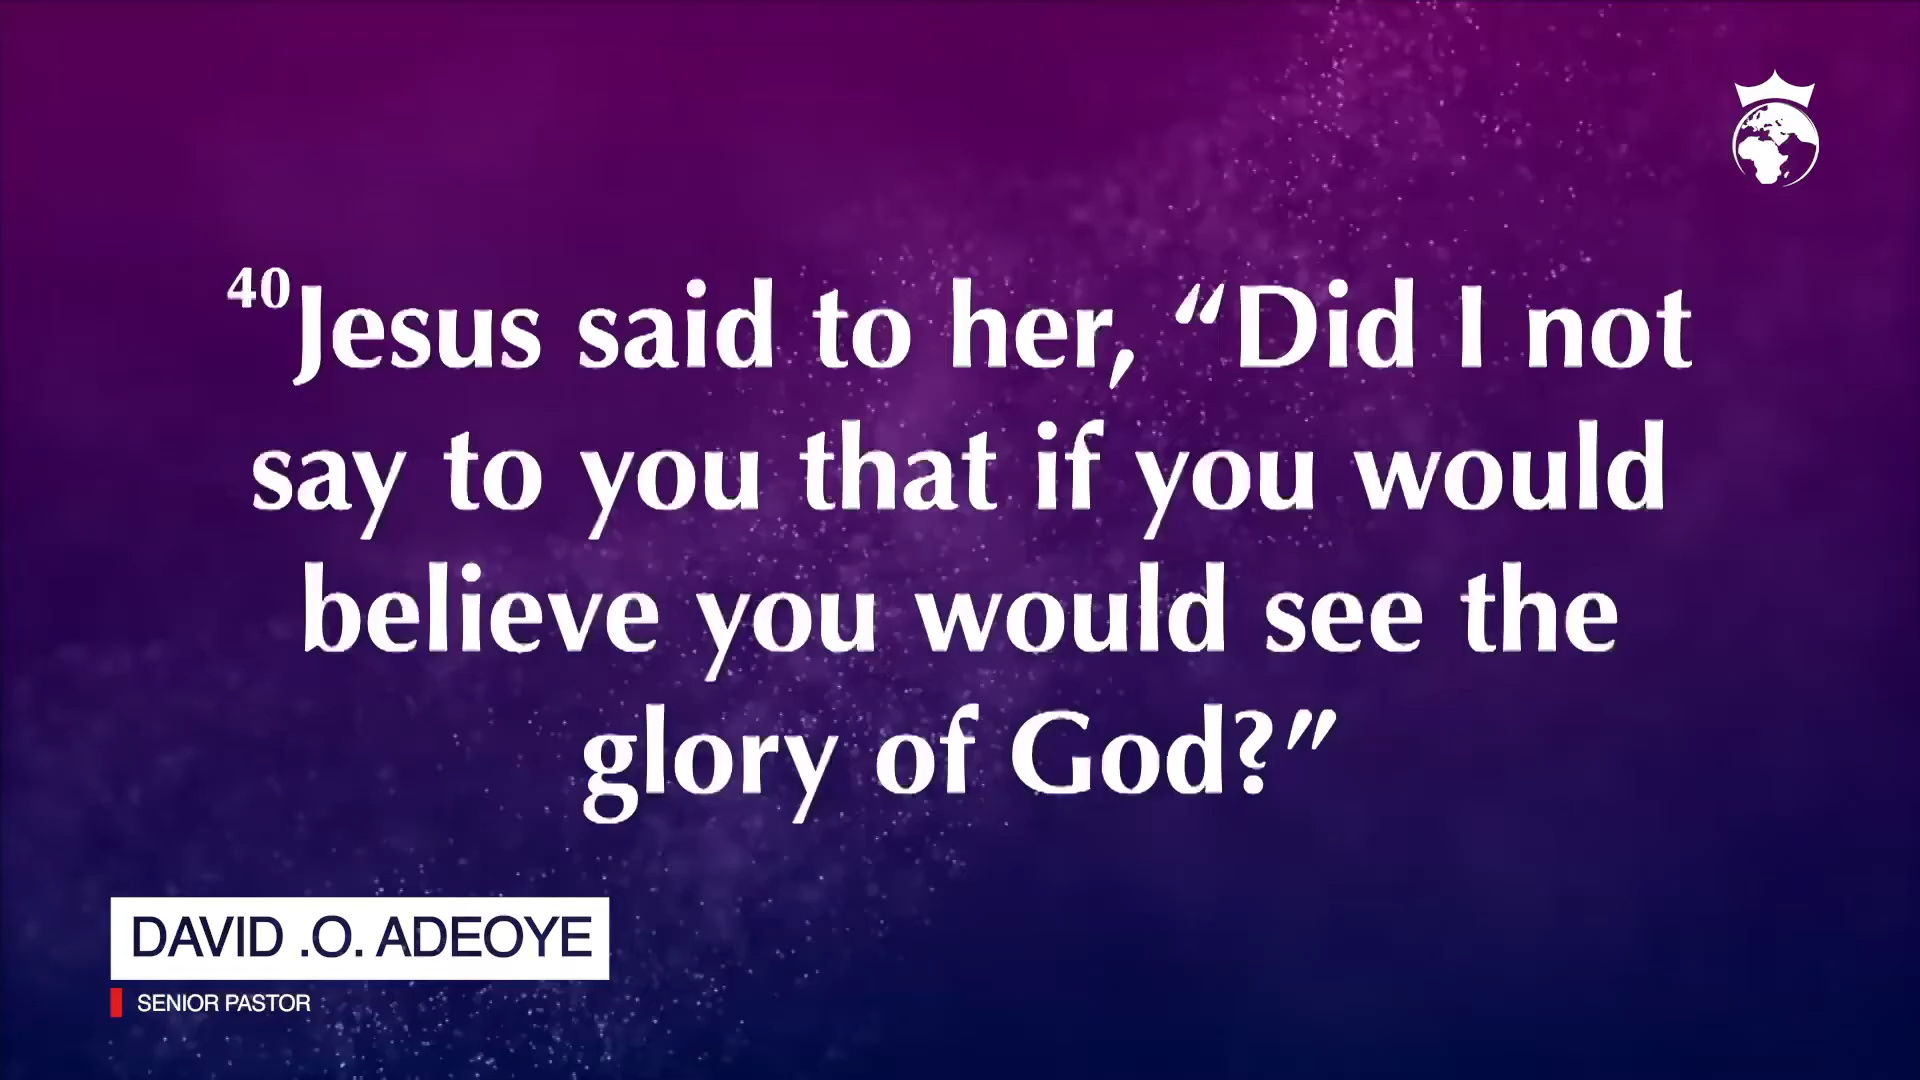 40Jesus said to her, “Did I not
say to you that if you would
believe you would see the
glory of God?”
DAVID .O. ADEOYE
SENIOR PASTOR